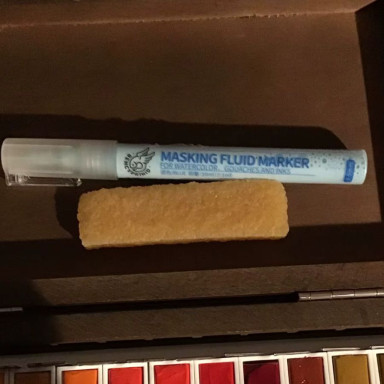 MASKING FLUID MARKER
FOR WATERCOLOR, GOUACHES AND INKS